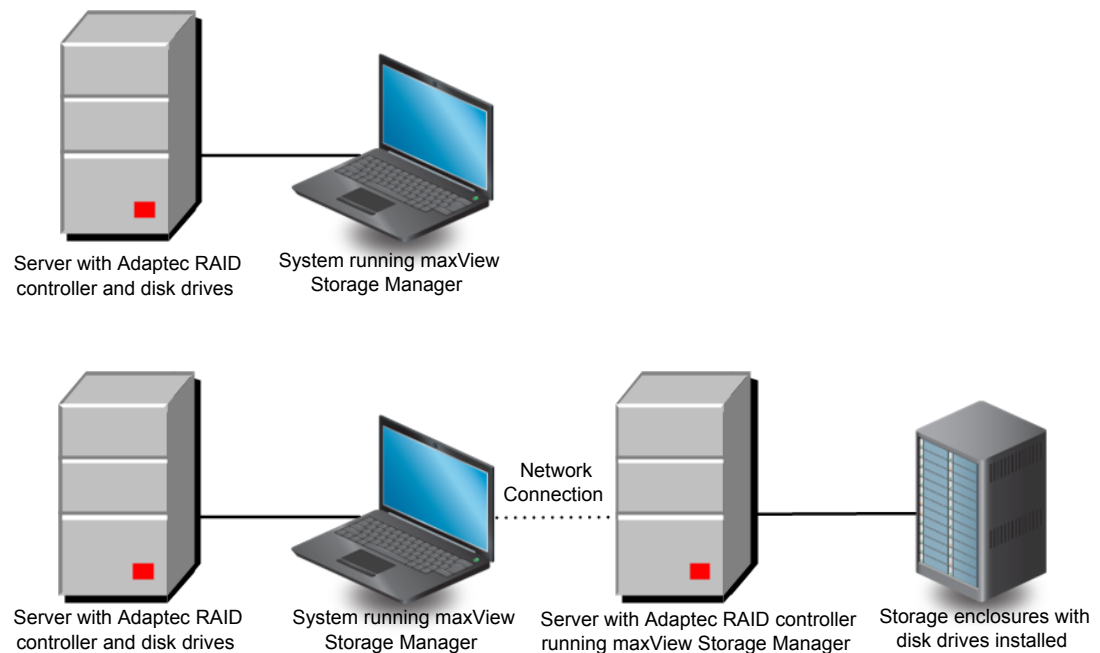 Server with Adaptec RAID
controller and disk drives
System running maxView
Storage Manager
Network
Connection
Server with Adaptec RAID
controller and disk drives
System running maxView
Storage Manager
Server with Adaptec RAID controller
running maxView Storage Manager
Storage enclosures with
disk drives installed